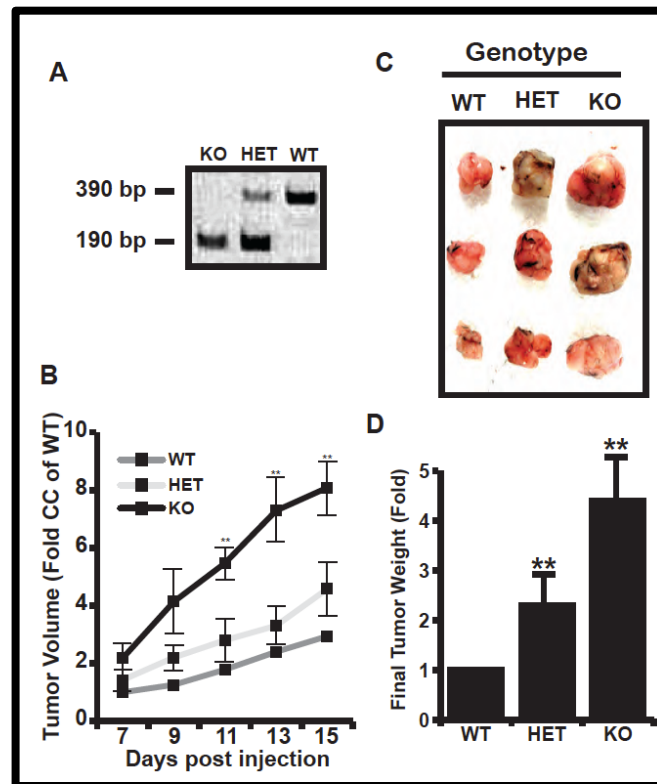 A
KO HET WT
390 bp
190 bp
C
Genotype
WT HET KO
B
Tumor Volume (Fold CC of WT)
10
8
6
4
2
0
WT
HET
KO
**
**
**
7 9 11 13 15
Days post injection
D
Final Tumor Weight (Fold)
5
4
3
2
1
0
**
**
WT HET KO